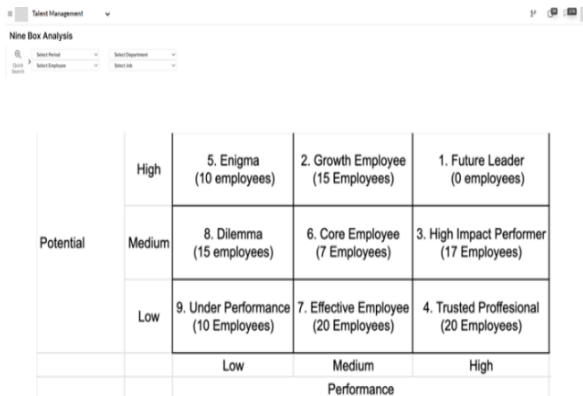 Talent Management
Nine Box Analysis
Quick
Search
Select Period
Select Department
Select Employee
Select Job
Potential
High
5. Enigma
(10 employees)
2. Growth Employee
(15 Employees)
1. Future Leader
(0 employees)
Medium
8. Dilemma
(15 employees)
6. Core Employee
(7 Employees)
3. High Impact Performer
(17 Employees)
Low
9. Under Performance
(10 Employees)
7. Effective Employee
(20 Employees)
4. Trusted Proffesional
(20 Employees)
Low
Medium
High
Performance